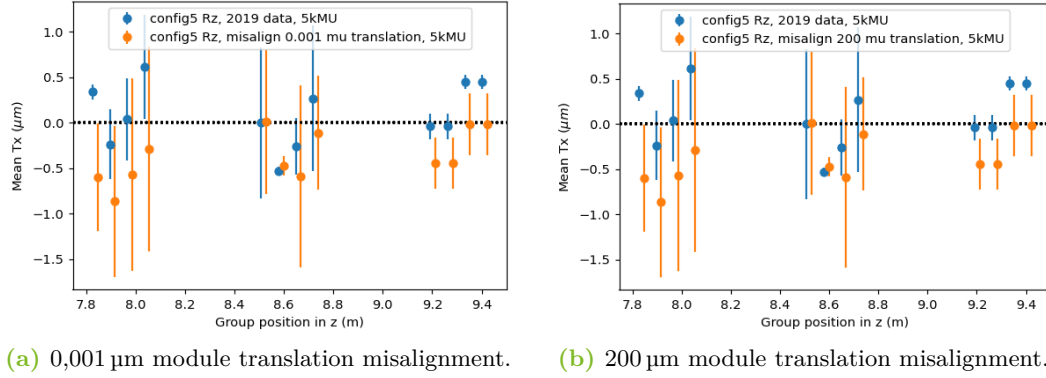 config5 Rz, 2019 data, 5kMU
config5 Rz, misalign 0.001 mu translation, 5kMU
Mean Tx (μm)
1.0
0.5
0.0
−0.5
−1.0
−1.5
7.8 8.0 8.2 8.4 8.6 8.8 9.0 9.2 9.4
Group position in z (m)
(a) 0,001 μm module translation misalignment.
config5 Rz, 2019 data, 5kMU
config5 Rz, misalign 200 mu translation, 5kMU
Mean Tx (μm)
1.0
0.5
0.0
−0.5
−1.0
−1.5
7.8 8.0 8.2 8.4 8.6 8.8 9.0 9.2 9.4
Group position in z (m)
(b) 200 μm module translation misalignment.